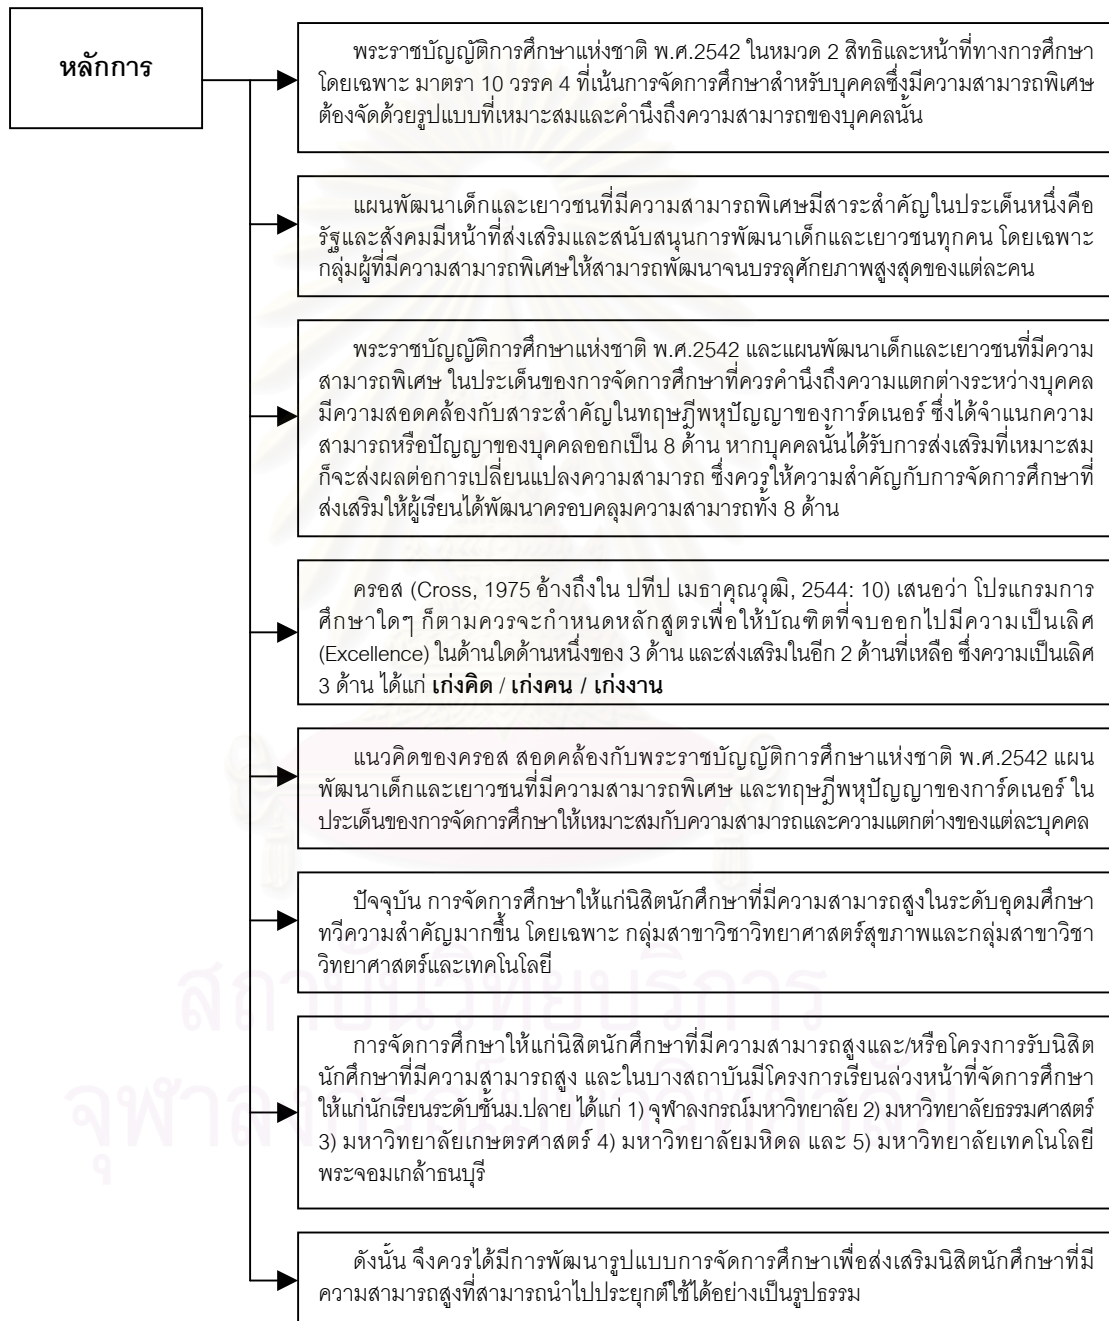 หลักการ
พระราชบัญญัติการศึกษาแห่งชาติ พ.ศ.2542 ในหมวด 2 สิทธิและหน้าที่ทางการศึกษา
โดยเฉพาะ มาตรา 10 วรรค 4 ที่เน้นการจัดการศึกษาสำหรับบุคคลซึ่งมีความสามารถพิเศษ
ต้องจัดด้วยรูปแบบที่เหมาะสมและคำนึงถึงความสามารถของบุคคลนั้น
แผนพัฒนาเด็กและเยาวชนที่มีความสามารถพิเศษมีสาระสำคัญในประเด็นหนึ่งคือ
รัฐและสังคมมีหน้าที่ส่งเสริมและสนับสนุนการพัฒนาเด็กและเยาวชนทุกคน โดยเฉพาะ
กลุ่มผู้ที่มีความสามารถพิเศษให้สามารถพัฒนาจนบรรลุศักยภาพสูงสุดของแต่ละคน
พระราชบัญญัติการศึกษาแห่งชาติ พ.ศ.2542 และแผนพัฒนาเด็กและเยาวชนที่มีความ
สามารถพิเศษ ในประเด็นของการจัดการศึกษาที่ควรคำนึงถึงความแตกต่างระหว่างบุคคล
มีความสอดคล้องกับสาระสำคัญในทฤษฎีพหุปัญญาของการ์ดเนอร์ ซึ่งได้จำแนกความ
สามารถหรือปัญญาของบุคคลออกเป็น 8 ด้าน หากบุคคลนั้นได้รับการส่งเสริมที่เหมาะสม
ก็จะส่งผลต่อการเปลี่ยนแปลงความสามารถ ซึ่งควรให้ความสำคัญกับการจัดการศึกษาที่
ส่งเสริมให้ผู้เรียนได้พัฒนาครอบคลุมความสามารถทั้ง 8 ด้าน
ครอส (Cross, 1975 อ้างถึงใน ปทีป เมธาคุณวุฒิ, 2544: 10) เสนอว่า โปรแกรมการ
ศึกษาใดๆ ก็ตามควรจะกำหนดหลักสูตรเพื่อให้บัณฑิตที่จบออกไปมีความเป็นเลิศ
(Excellence) ในด้านใดด้านหนึ่งของ 3 ด้าน และส่งเสริมในอีก 2 ด้านที่เหลือ ซึ่งความเป็นเลิศ
3 ด้าน ได้แก่ เก่งคิด / เก่งคน / เก่งงาน
แนวคิดของครอส สอดคล้องกับพระราชบัญญัติการศึกษาแห่งชาติ พ.ศ.2542 แผน
พัฒนาเด็กและเยาวชนที่มีความสามารถพิเศษ และทฤษฎีพหุปัญญาของการ์ดเนอร์ ใน
ประเด็นของการจัดการศึกษาให้เหมาะสมกับความสามารถและความแตกต่างของแต่ละบุคคล
ปัจจุบัน การจัดการศึกษาให้แก่นิสิตนักศึกษาที่มีความสามารถสูงในระดับอุดมศึกษา
ทวีความสำคัญมากขึ้น โดยเฉพาะ กลุ่มสาขาวิชาวิทยาศาสตร์สุขภาพและกลุ่มสาขาวิชา
วิทยาศาสตร์และเทคโนโลยี
สถาบันวิทยบริการ
การจัดการศึกษาให้แก่นิสิตนักศึกษาที่มีความสามารถสูงและ/หรือโครงการรับนิสิต
นักศึกษาที่มีความสามารถสูง และในบางสถาบันมีโครงการเรียนล่วงหน้าที่จัดการศึกษา
ให้แก่นักเรียนระดับชั้นม.ปลาย ได้แก่ 1) จุฬาลงกรณ์มหาวิทยาลัย 2) มหาวิทยาลัยธรรมศาสตร์
3) มหาวิทยาลัยเกษตรศาสตร์ 4) มหาวิทยาลัยมหิดล และ 5) มหาวิทยาลัยเทคโนโลยี
พระจอมเกล้าธนบุรี
จุฬาลงกรณ์มหาวิทยาลัย
ดังนั้น จึงควรได้มีการพัฒนารูปแบบการจัดการศึกษาเพื่อส่งเสริมนิสิตนักศึกษาที่มี
ความสามารถสูงที่สามารถนำไปประยุกต์ใช้ได้อย่างเป็นรูปธรรม